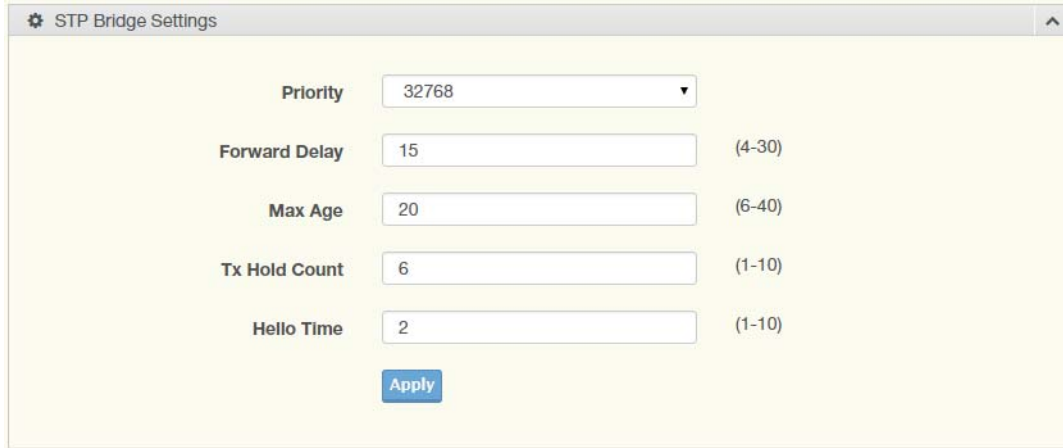 STP Bridge Settings
Priority 32768
Forward Delay 15 (4-30)
Max Age 20 (6-40)
Tx Hold Count 6 (1-10)
Hello Time 2 (1-10)
Apply